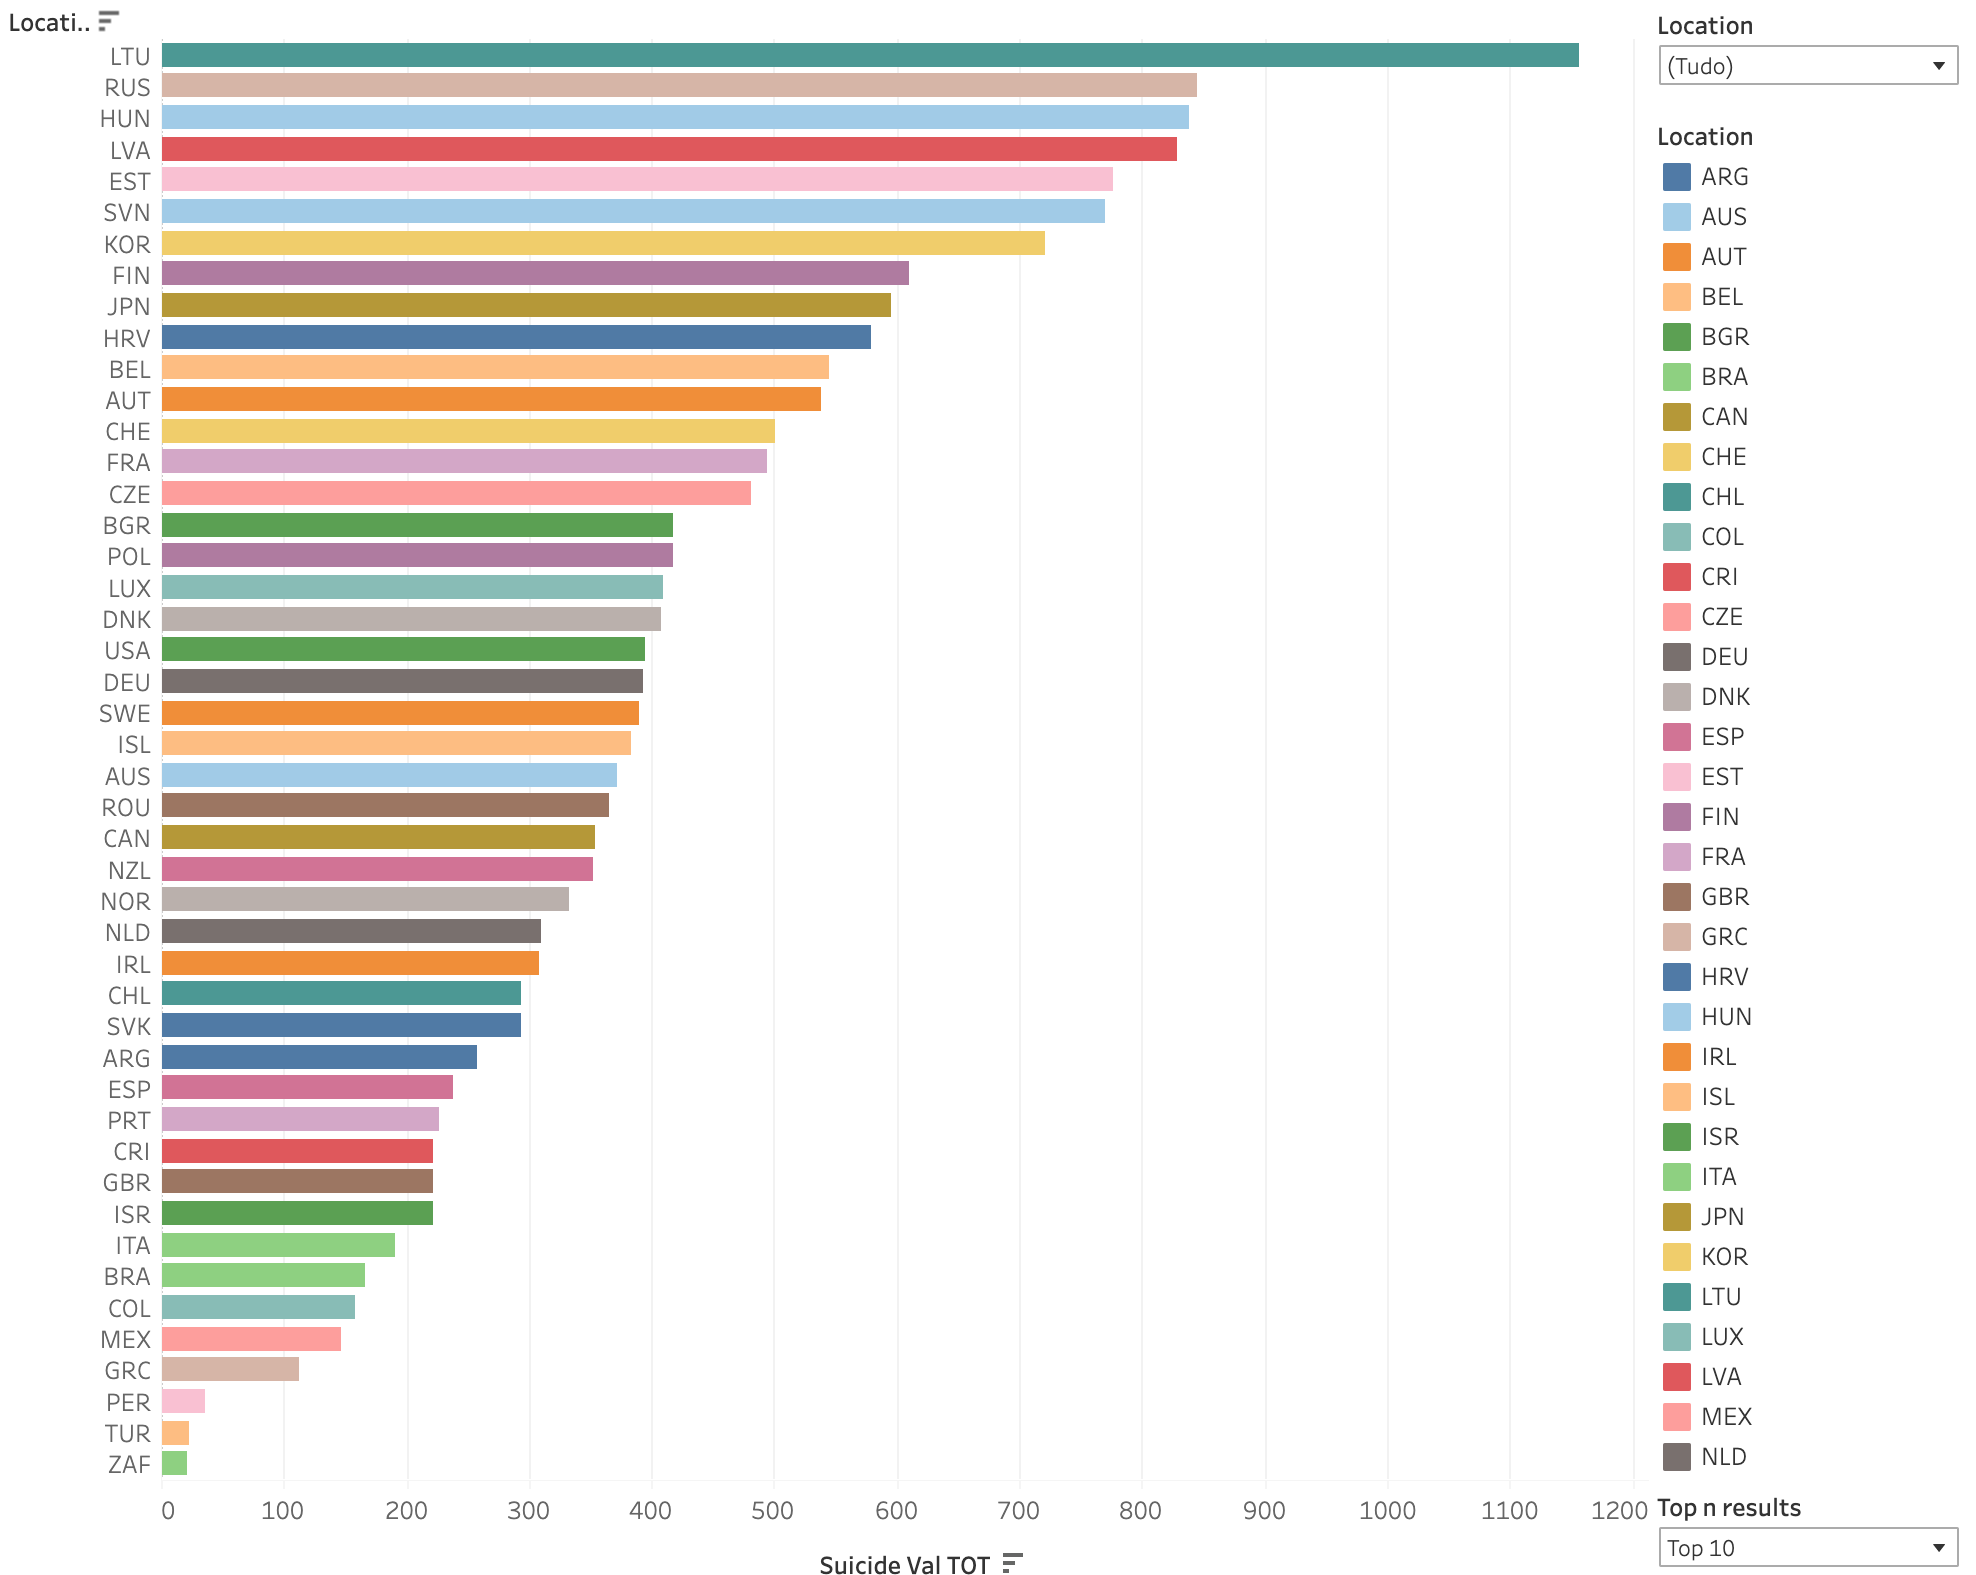 Locati..
LTU
RUS
HUN
LVA
EST
SVN
KOR
FIN
JPN
HRV
BEL
AUT
CHE
FRA
CZE
BGR
POL
LUX
DNK
USA
DEU
SWE
ISL
AUS
ROU
CAN
NZL
NOR
NLD
IRL
CHL
SVK
ARG
ESP
PRT
CRI
GBR
ISR
ITA
BRA
COL
MEX
GRC
PER
TUR
ZAF
0 100 200 300 400 500 600 700 800 900 1000 1100 1200
Suicide Val TOT
Location
(Tudo)
Location
ARG
AUS
AUT
BEL
BGR
BRA
CAN
CHE
CHL
COL
CRI
CZE
DEU
DNK
ESP
EST
FIN
FRA
GBR
GRC
HRV
HUN
IRL
ISL
ISR
ITA
JPN
KOR
LTU
LUX
LVA
MEX
NLD
Top n results
Top 10